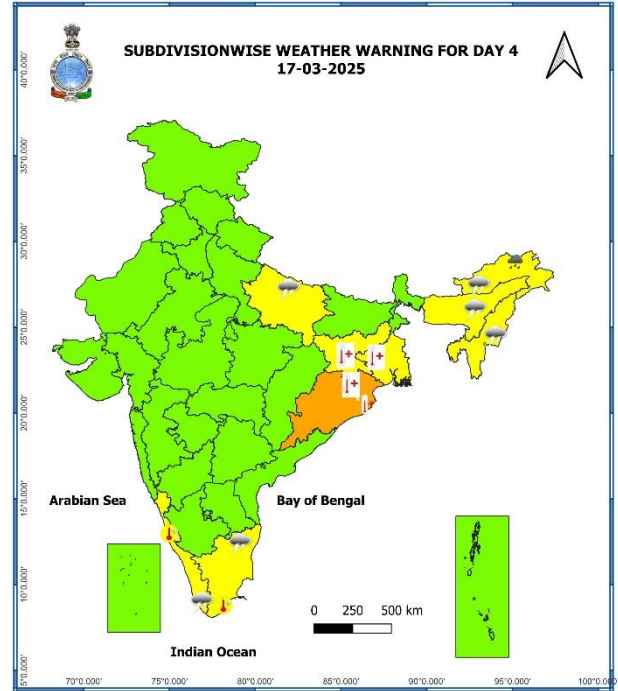 SUBDIVISIONWISE WEATHER WARNING FOR DAY 4
17-03-2025
40°0.000'
35°0.000'
30°0.000'
25°0.000'
20°0.000'
15°0.000'
10°0.000'
5°0.000'
Arabian Sea
Bay of Bengal
0 250 500 km
Indian Ocean
70°0.000' 75°0.000' 80°0.000' 85°0.000' 90°0.000' 95°0.000' 100°0.000'